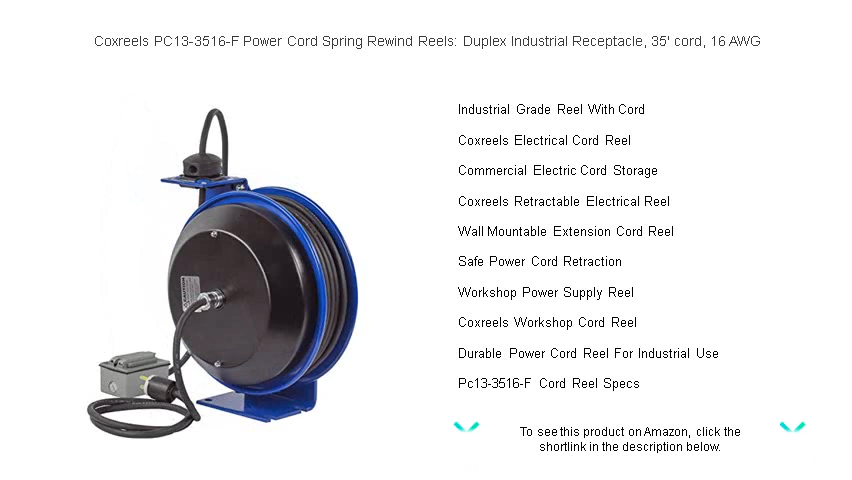 Coxreels PC13-3516-F Power Cord Spring Rewind Reels: Duplex Industrial Receptacle, 35' cord, 16 AWG
Industrial Grade Reel With Cord
Coxreels Electrical Cord Reel
Commercial Electric Cord Storage
Coxreels Retractable Electrical Reel
Wall Mountable Extension Cord Reel
Safe Power Cord Retraction
Workshop Power Supply Reel
Coxreels Workshop Cord Reel
Durable Power Cord Reel For Industrial Use
Pc13-3516-F Cord Reel Specs
To see this product on Amazon, click the
shortlink in the description below.